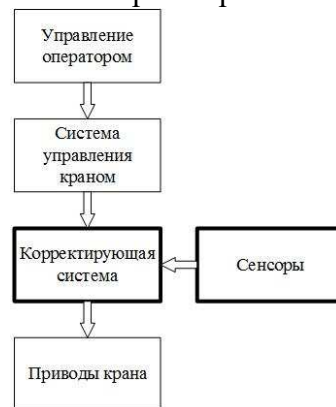 Управление
оператором
Система
управления
краном
Корректирующая
система
Сенсоры
Приводы крана